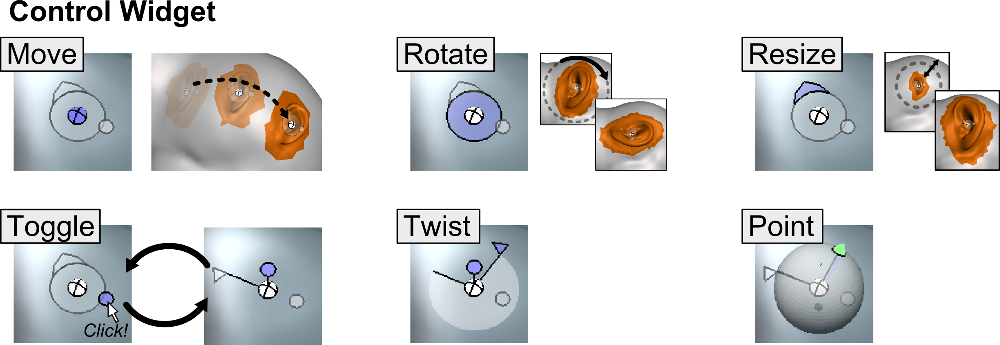 Control Widget
Move
Rotate
Resize
Toggle
Twist
Point
Click!